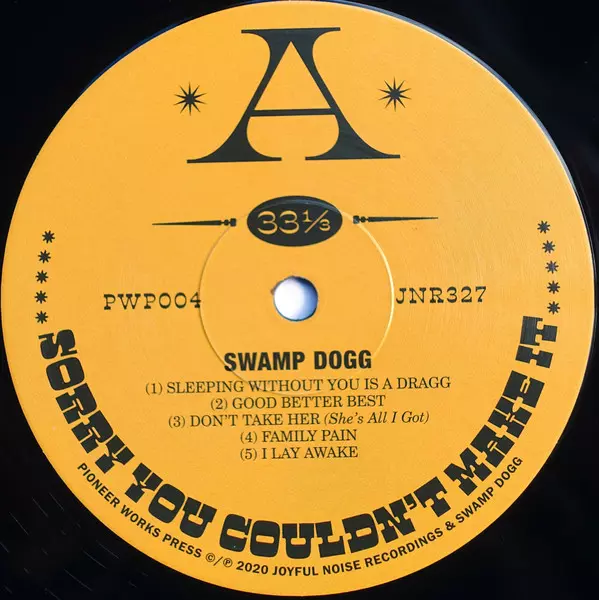 A
33 1/3
PWP004
JNR327
SWAMP DOGG
(1) SLEEPING WITHOUT YOU IS A DRAGG
(2) GOOD BETTER BEST
(3) DON'T TAKE HER (She's All I Got)
(4) FAMILY PAIN
(5) I LAY AWAKE
SORRY YOU COULDN'T MAKE IT
PIONEER WORKS PRESS ©/℗ 2020 JOYFUL NOISE RECORDINGS & SWAMP DOGG